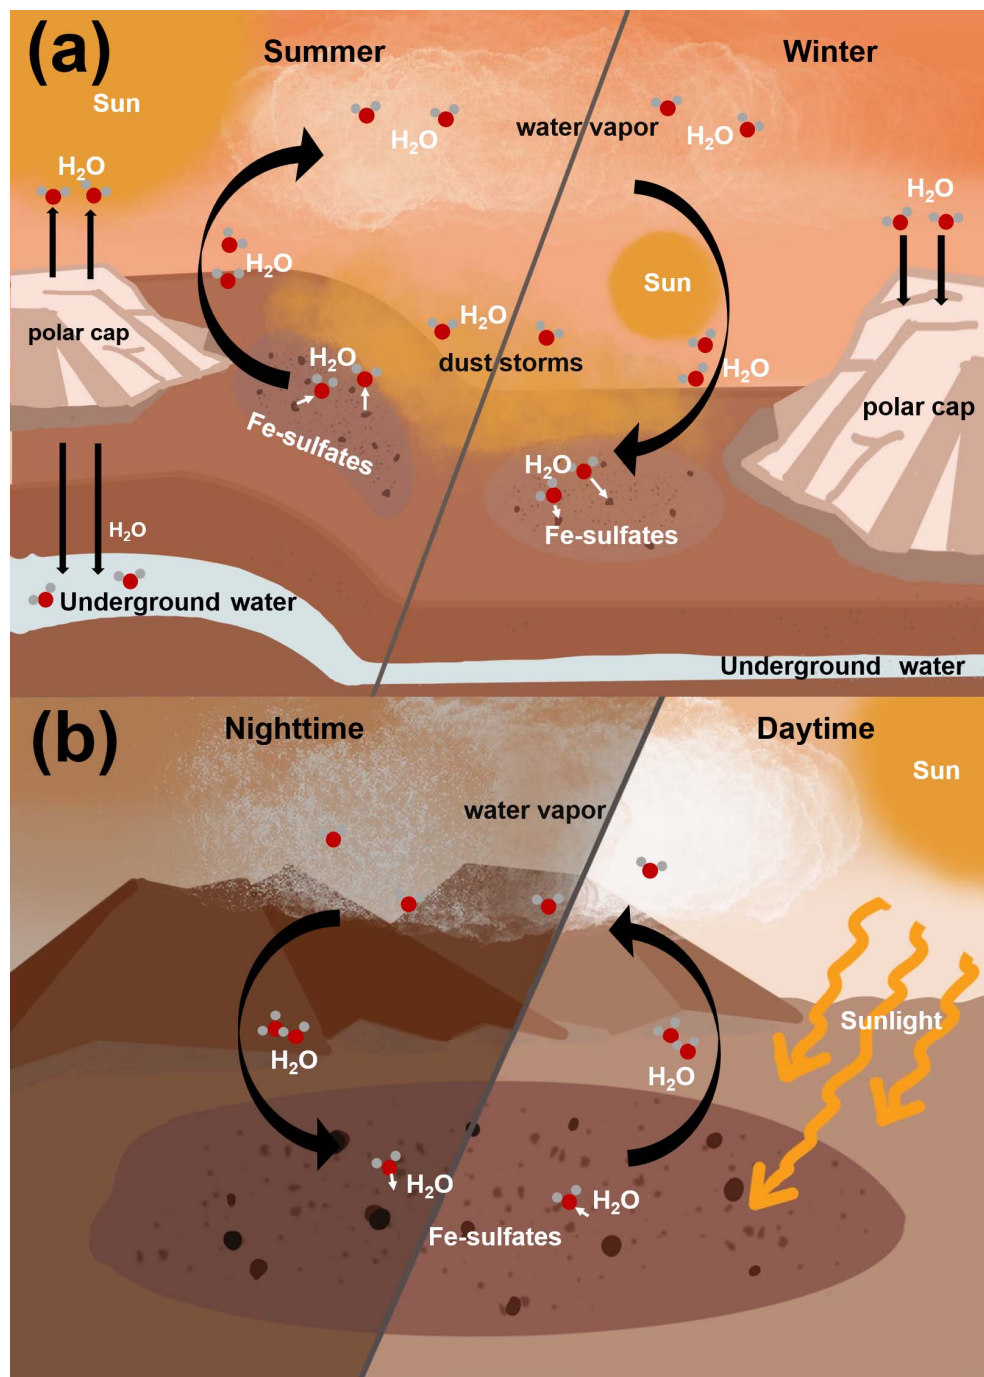 (a)
Summer
Winter
Sun
water vapor
H₂O
H₂O
H₂O
H₂O
H₂O
Sun
H₂O
polar cap
H₂O
dust storms
H₂O
polar cap
Fe-sulfates
H₂O
Fe-sulfates
H₂O
Underground water
Underground water
(b)
Nighttime
Daytime
Sun
water vapor
Sunlight
H₂O
H₂O
H₂O
H₂O
Fe-sulfates